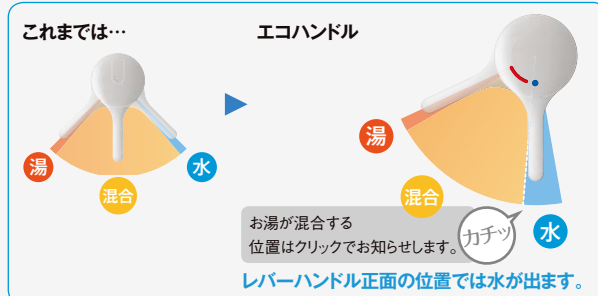 これまでは…
エコハンドル
湯
混合
水
湯
混合
水
お湯が混合する
位置はクリックでお知らせします。
カチッ
レバーハンドル正面の位置では水が出ます。